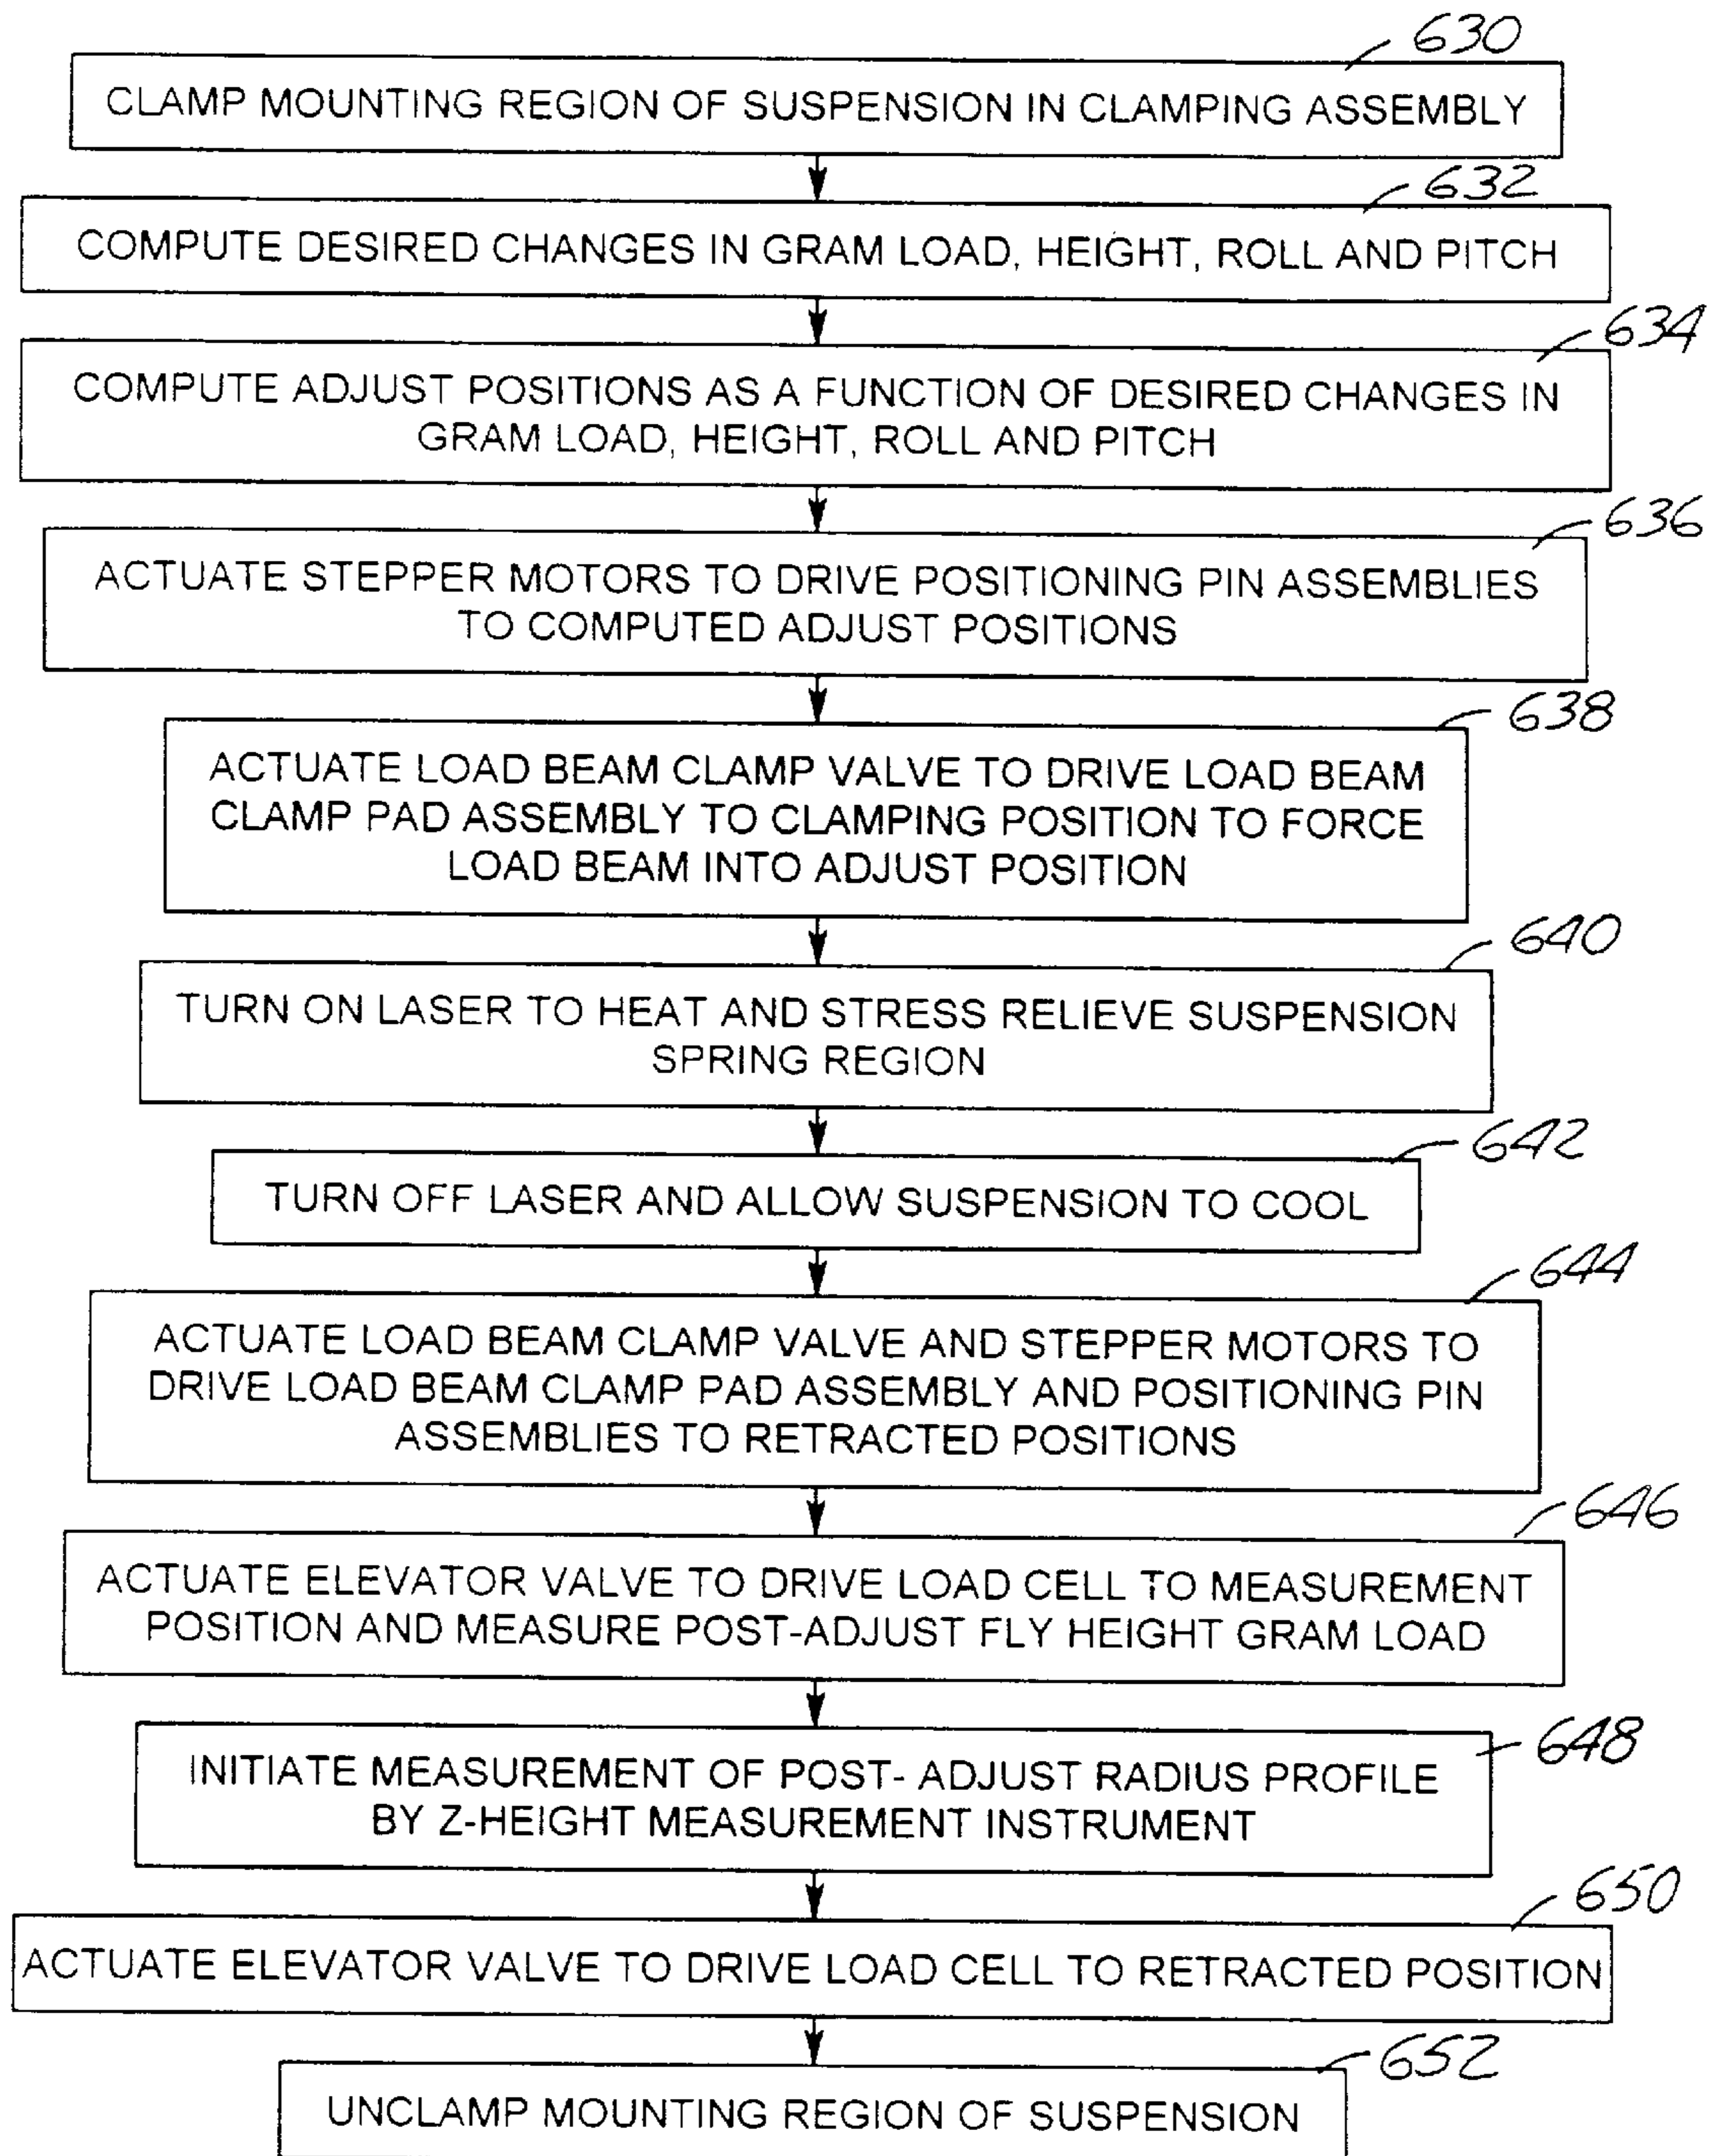 630
CLAMP MOUNTING REGION OF SUSPENSION IN CLAMPING ASSEMBLY
632
COMPUTE DESIRED CHANGES IN GRAM LOAD, HEIGHT, ROLL AND PITCH
634
COMPUTE ADJUST POSITIONS AS A FUNCTION OF DESIRED CHANGES IN
GRAM LOAD, HEIGHT, ROLL AND PITCH
636
ACTUATE STEPPER MOTORS TO DRIVE POSITIONING PIN ASSEMBLIES
TO COMPUTED ADJUST POSITIONS
638
ACTUATE LOAD BEAM CLAMP VALVE TO DRIVE LOAD BEAM
CLAMP PAD ASSEMBLY TO CLAMPING POSITION TO FORCE
LOAD BEAM INTO ADJUST POSITION
640
TURN ON LASER TO HEAT AND STRESS RELIEVE SUSPENSION
SPRING REGION
642
TURN OFF LASER AND ALLOW SUSPENSION TO COOL
644
ACTUATE LOAD BEAM CLAMP VALVE AND STEPPER MOTORS TO
DRIVE LOAD BEAM CLAMP PAD ASSEMBLY AND POSITIONING PIN
ASSEMBLIES TO RETRACTED POSITIONS
646
ACTUATE ELEVATOR VALVE TO DRIVE LOAD CELL TO MEASUREMENT
POSITION AND MEASURE POST-ADJUST FLY HEIGHT GRAM LOAD
648
INITIATE MEASUREMENT OF POST- ADJUST RADIUS PROFILE
BY Z-HEIGHT MEASUREMENT INSTRUMENT
650
ACTUATE ELEVATOR VALVE TO DRIVE LOAD CELL TO RETRACTED POSITION
652
UNCLAMP MOUNTING REGION OF SUSPENSION